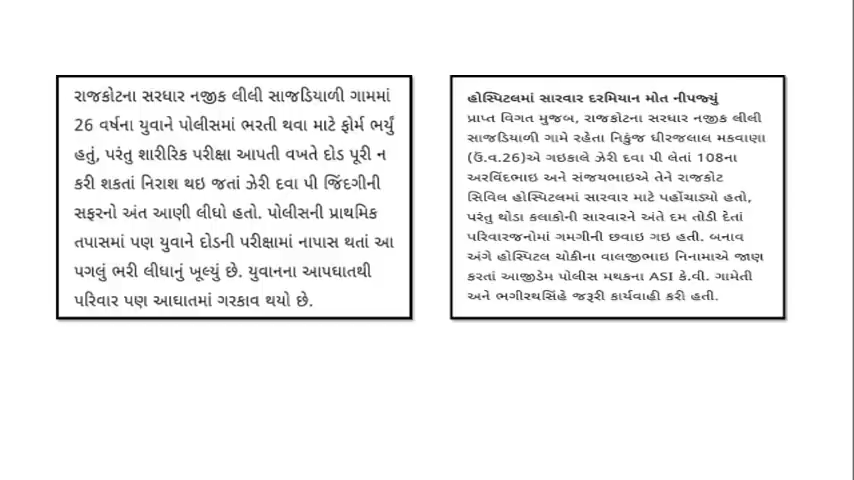 રાજકોટના સરધાર નજીક લીલી સાજડિયાળી ગામમાં
26 વર્ષના યુવાને પોલીસમાં ભરતી થવા માટે ફોર્મ ભર્યું
હતું, પરંતુ શારીરિક પરીક્ષા આપતી વખતે દોડ પૂરી ન
કરી શકતાં નિરાશ થઇ જતાં ઝેરી દવા પી જિંદગીની
સફરનો અંત આણી લીધો હતો. પોલીસની પ્રાથમિક
તપાસમાં પણ યુવાને દોડની પરીક્ષામાં નાપાસ થતાં આ
પગલું ભરી લીધાનું ખૂલ્યું છે. યુવાનના આપઘાતથી
પરિવાર પણ આઘાતમાં ગરકાવ થયો છે.
હોસ્પિટલમાં સારવાર દરમિયાન મોત નીપજ્યું
પ્રાપ્ત વિગત મુજબ, રાજકોટના સરધાર નજીક લીલી
સાજડિયાળી ગામે રહેતા નિકુંજ ધીરજલાલ મકવાણા
(ઉં.વ.26)એ ગઇકાલે ઝેરી દવા પી લેતાં 108ના
અરવિંદભાઇ અને સંજયભાઇએ તેને રાજકોટ
સિવિલ હોસ્પિટલમાં સારવાર માટે પહોંચાડ્યો હતો,
પરંતુ થોડા કલાકોની સારવારને અંતે દમ તોડી દેતાં
પરિવારજનોમાં ગમગીની છવાઇ ગઇ હતી. બનાવ
અંગે હોસ્પિટલ ચોકીના વાલજીભાઇ નિનામાએ જાણ
કરતાં આજીડેમ પોલીસ મથકના ASI કે.વી. ગામેતી
અને ભગીરથસિંહે જરૂરી કાર્યવાહી કરી હતી.